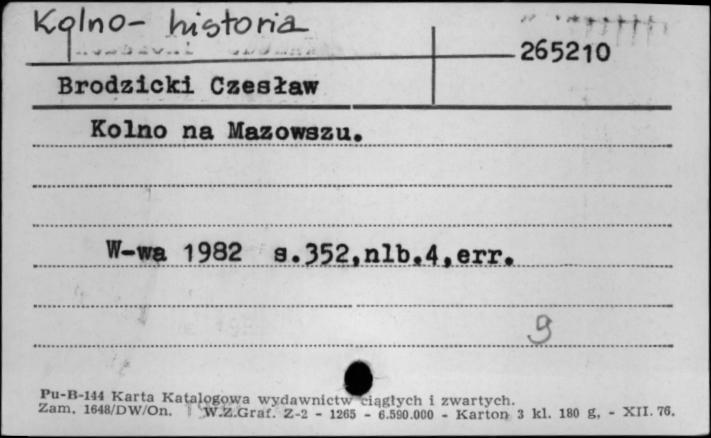 Kolno - historia
265210
Brodzicki Czesław
Kolno na Mazowszu.
W-wa 1982 s.352,nlb.4,err.
9
Pu-B-144 Karta Katalogowa wydawnictw ciągłych i zwartych.
Zam. 1648/DW/On. W.Z.Graf. Z-2 - 1265 - 6.590.000 - Karton 3 kl. 180 g. - XII. 76.